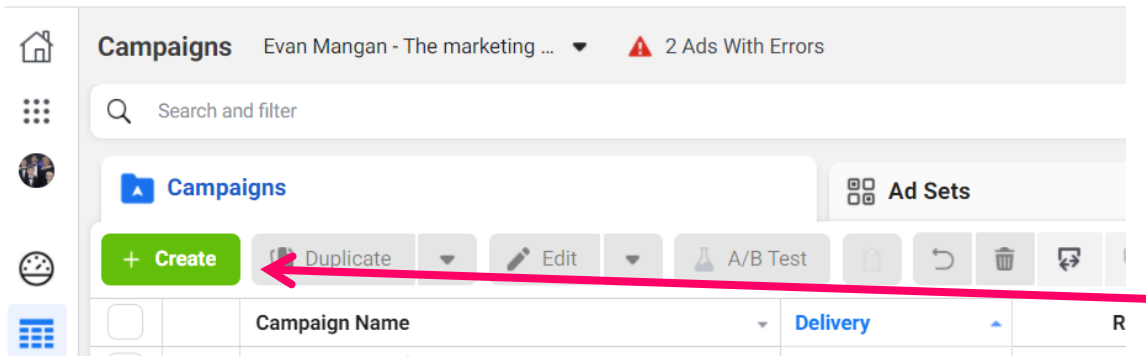 Campaigns Evan Mangan - The marketing ... 2 Ads With Errors
Search and filter
Campaigns Ad Sets
+ Create Duplicate Edit A/B Test
Campaign Name Delivery R